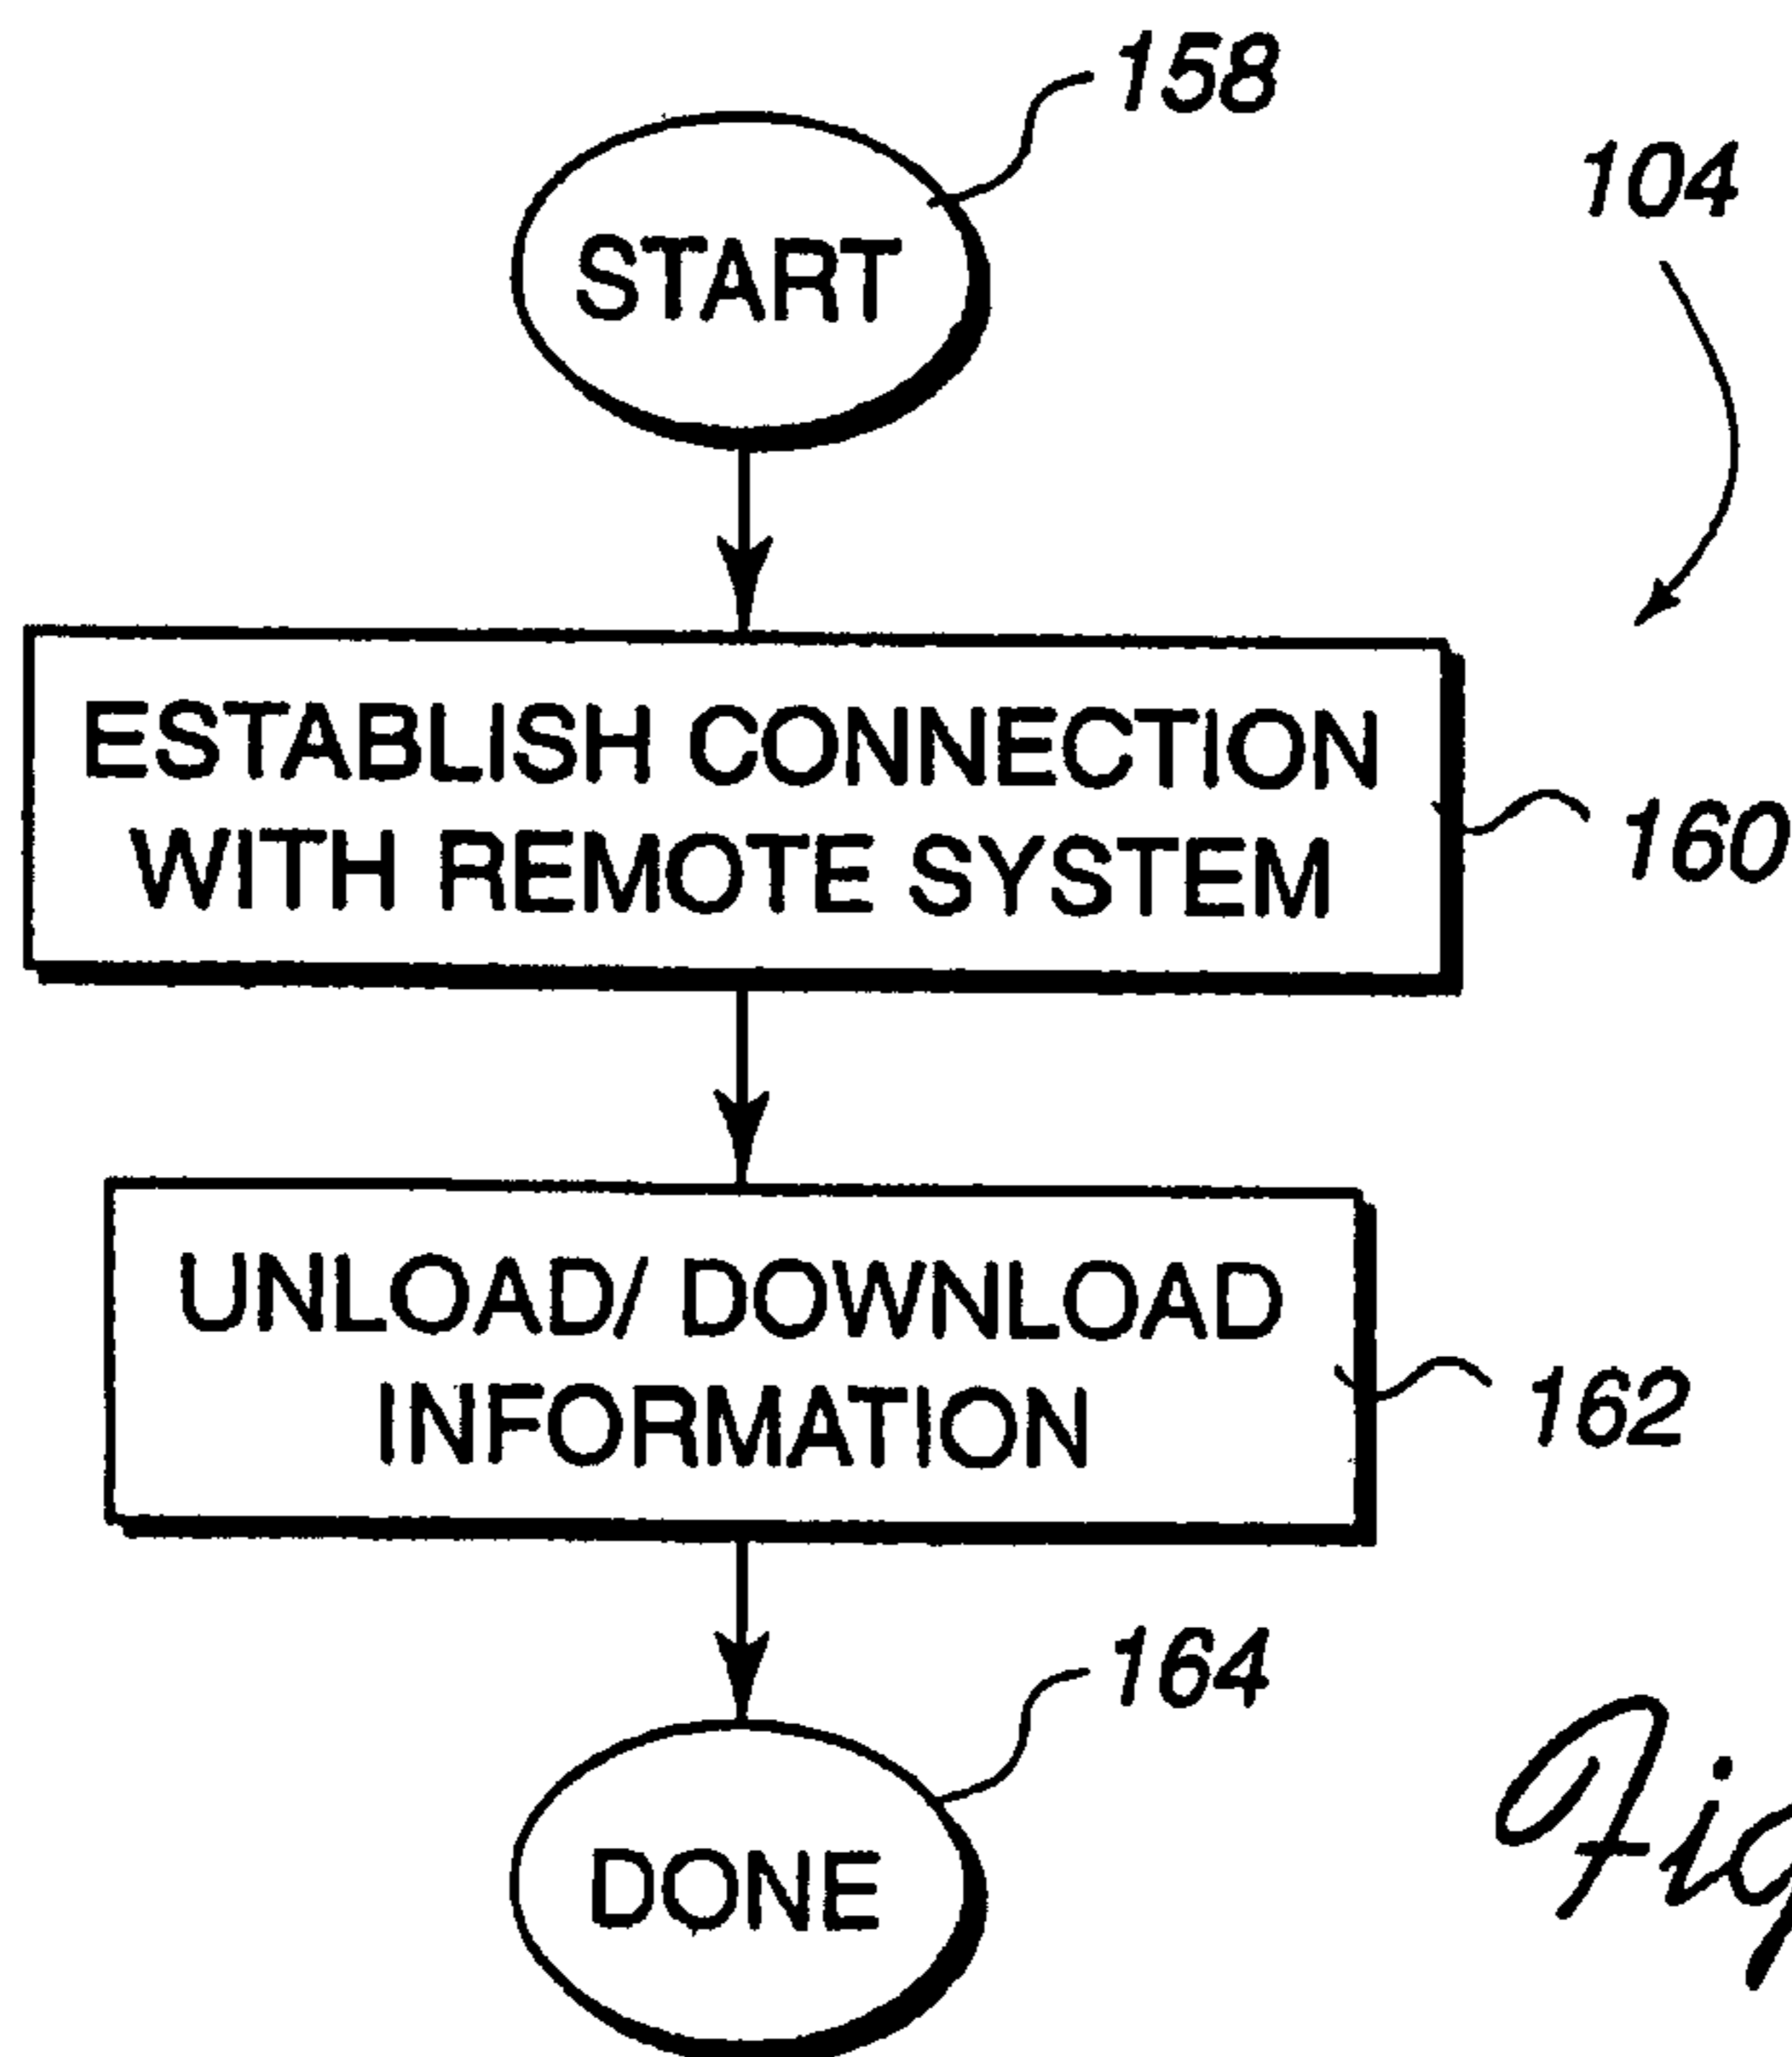 158
104
START
ESTABLISH CONNECTION
WITH REMOTE SYSTEM
160
UNLOAD/ DOWNLOAD
INFORMATION
162
164
DONE